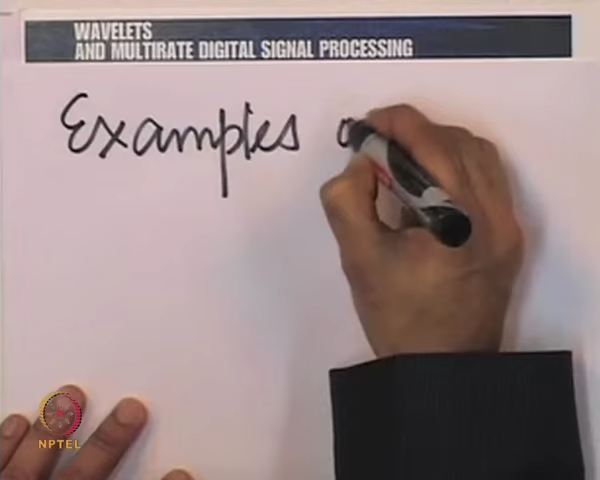 WAVELETS
AND MULTIRATE DIGITAL SIGNAL PROCESSING
Examples
NPTEL